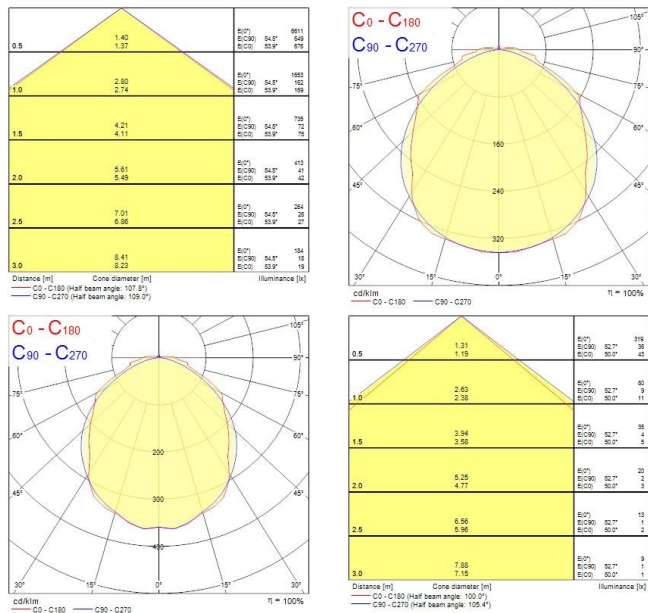 0.5 1.40 1.37 E(0°) 6611 E(C90) 54.5° 649 E(C0) 53.9° 676
1.0 2.80 2.74 E(0°) 1653 E(C90) 54.5° 162 E(C0) 53.9° 169
1.5 4.21 4.11 E(0°) 735 E(C90) 54.5° 72 E(C0) 53.9° 75
2.0 5.61 5.49 E(0°) 413 E(C90) 54.5° 41 E(C0) 53.9° 42
2.5 7.01 6.86 E(0°) 264 E(C90) 54.5° 26 E(C0) 53.9° 27
3.0 8.41 8.23 E(0°) 184 E(C90) 54.5° 18 E(C0) 53.9° 19
Distance [m] Cone diameter [m] Illuminance [lx]
C0 - C180 (Half beam angle: 107.8°)
C90 - C270 (Half beam angle: 109.0°)
C0 - C180
C90 - C270
105° 105°
90° 90°
75° 75°
60° 60°
160
45° 45°
240
320
30° 15° 0° 15° 30°
cd/klm η = 100%
C0 - C180 C90 - C270
C0 - C180
C90 - C270
105°
90°
75°
60° 60°
200
45° 45°
300
400
30° 15° 0° 15° 30°
cd/klm η = 100%
C0 - C180 C90 - C270
0.5 1.31 1.19 E(0°) 319 E(C90) 52.7° 36 E(C0) 50.0° 43
1.0 2.63 2.38 E(0°) 80 E(C90) 52.7° 9 E(C0) 50.0° 11
1.5 3.94 3.58 E(0°) 35 E(C90) 52.7° 4 E(C0) 50.0° 5
2.0 5.25 4.77 E(0°) 20 E(C90) 52.7° 2 E(C0) 50.0° 3
2.5 6.56 5.96 E(0°) 13 E(C90) 52.7° 1 E(C0) 50.0° 2
3.0 7.88 7.15 E(0°) 9 E(C90) 52.7° 1 E(C0) 50.0° 1
Distance [m] Cone diameter [m] Illuminance [lx]
C0 - C180 (Half beam angle: 100.0°)
C90 - C270 (Half beam angle: 105.4°)